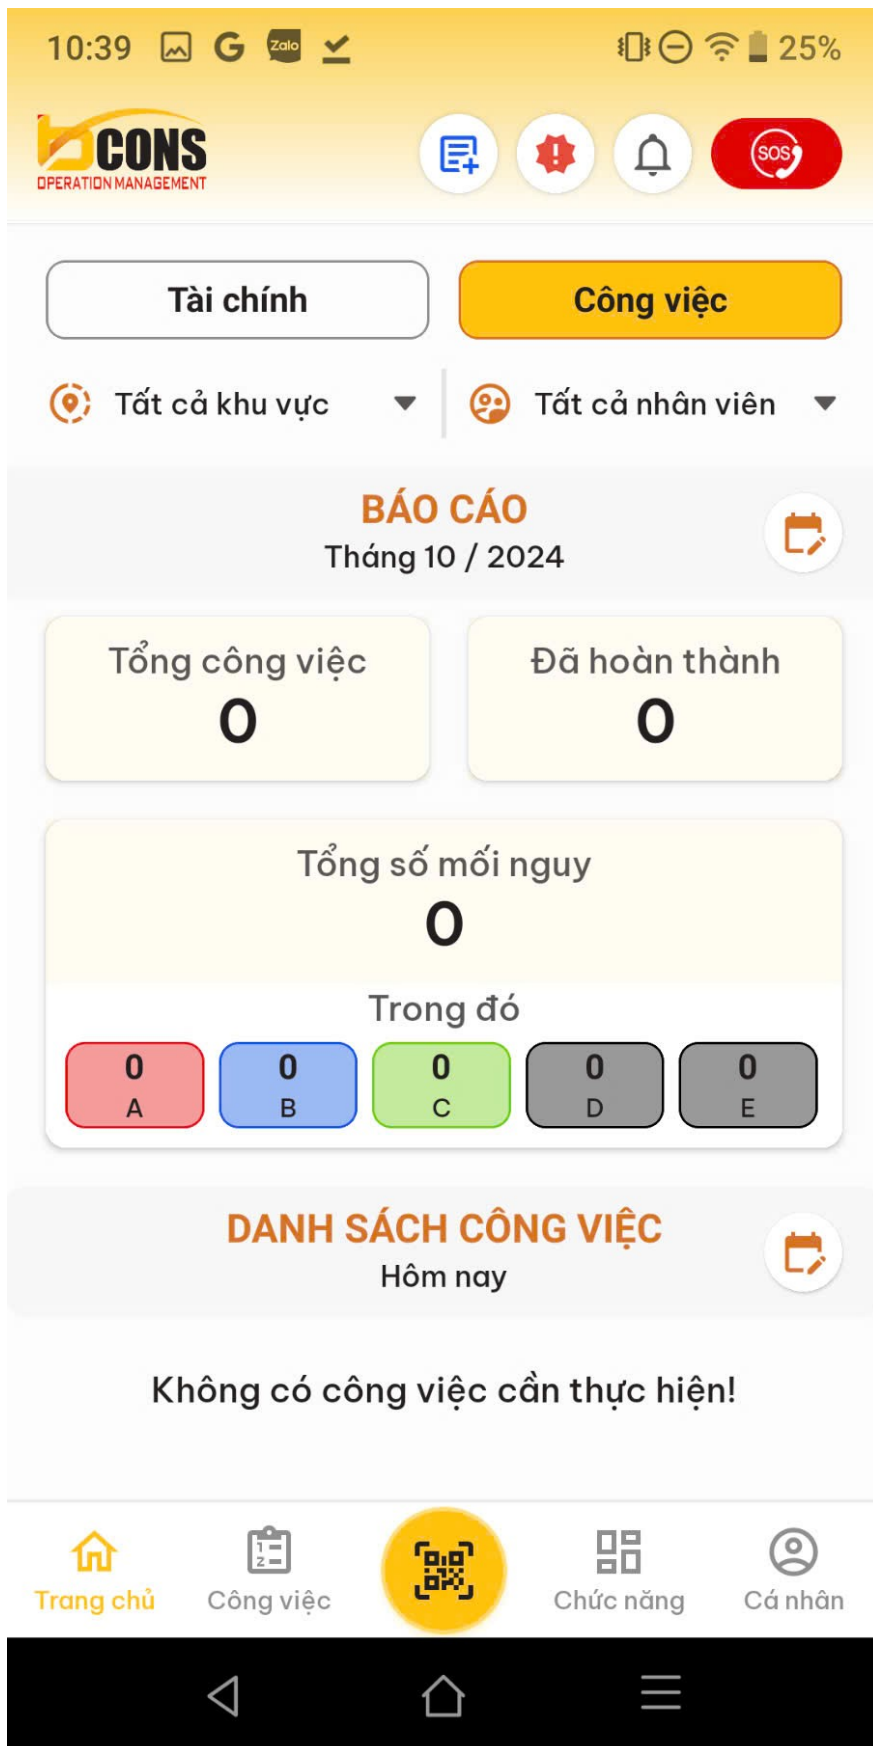 10:39 G Zalo 25%
bCONS
OPERATION MANAGEMENT
SOS
Tài chính Công việc
Tất cả khu vực Tất cả nhân viên
BÁO CÁO
Tháng 10 / 2024
Tổng công việc Đã hoàn thành
0 0
Tổng số mối nguy
0
Trong đó
0 0 0 0 0
A B C D E
DANH SÁCH CÔNG VIỆC
Hôm nay
Không có công việc cần thực hiện!
Trang chủ Công việc Chức năng Cá nhân